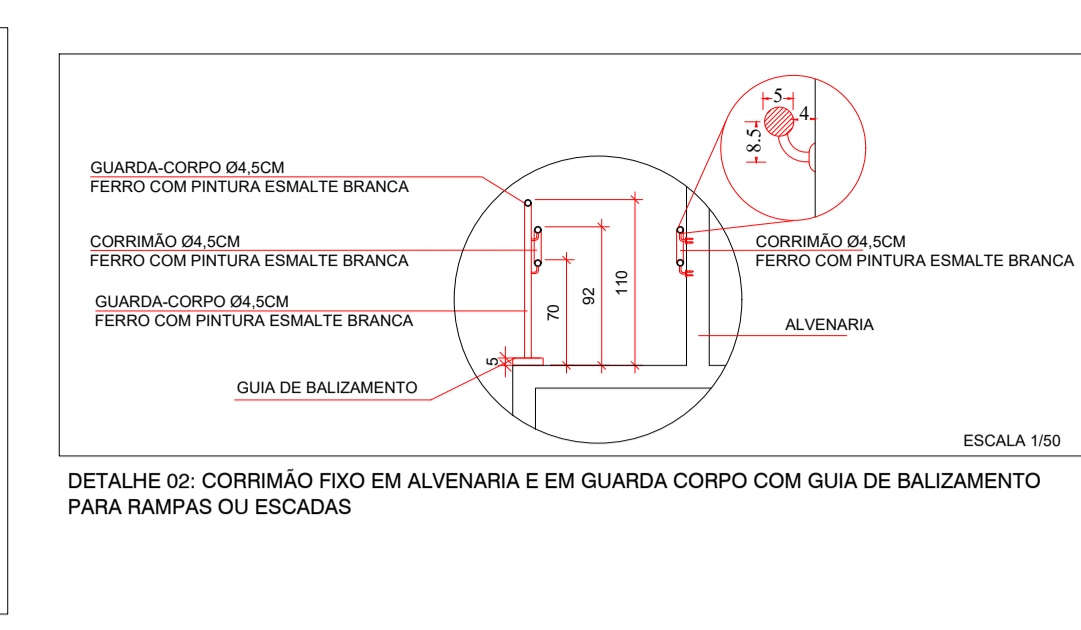 5
4
8.5
GUARDA-CORPO Ø4,5CM
FERRO COM PINTURA ESMALTE BRANCA
CORRIMÃO Ø4,5CM
FERRO COM PINTURA ESMALTE BRANCA
CORRIMÃO Ø4,5CM
FERRO COM PINTURA ESMALTE BRANCA
GUARDA-CORPO Ø4,5CM
FERRO COM PINTURA ESMALTE BRANCA
70
92
110
ALVENARIA
5
GUIA DE BALIZAMENTO
ESCALA 1/50
DETALHE 02: CORRIMÃO FIXO EM ALVENARIA E EM GUARDA CORPO COM GUIA DE BALIZAMENTO
PARA RAMPAS OU ESCADAS